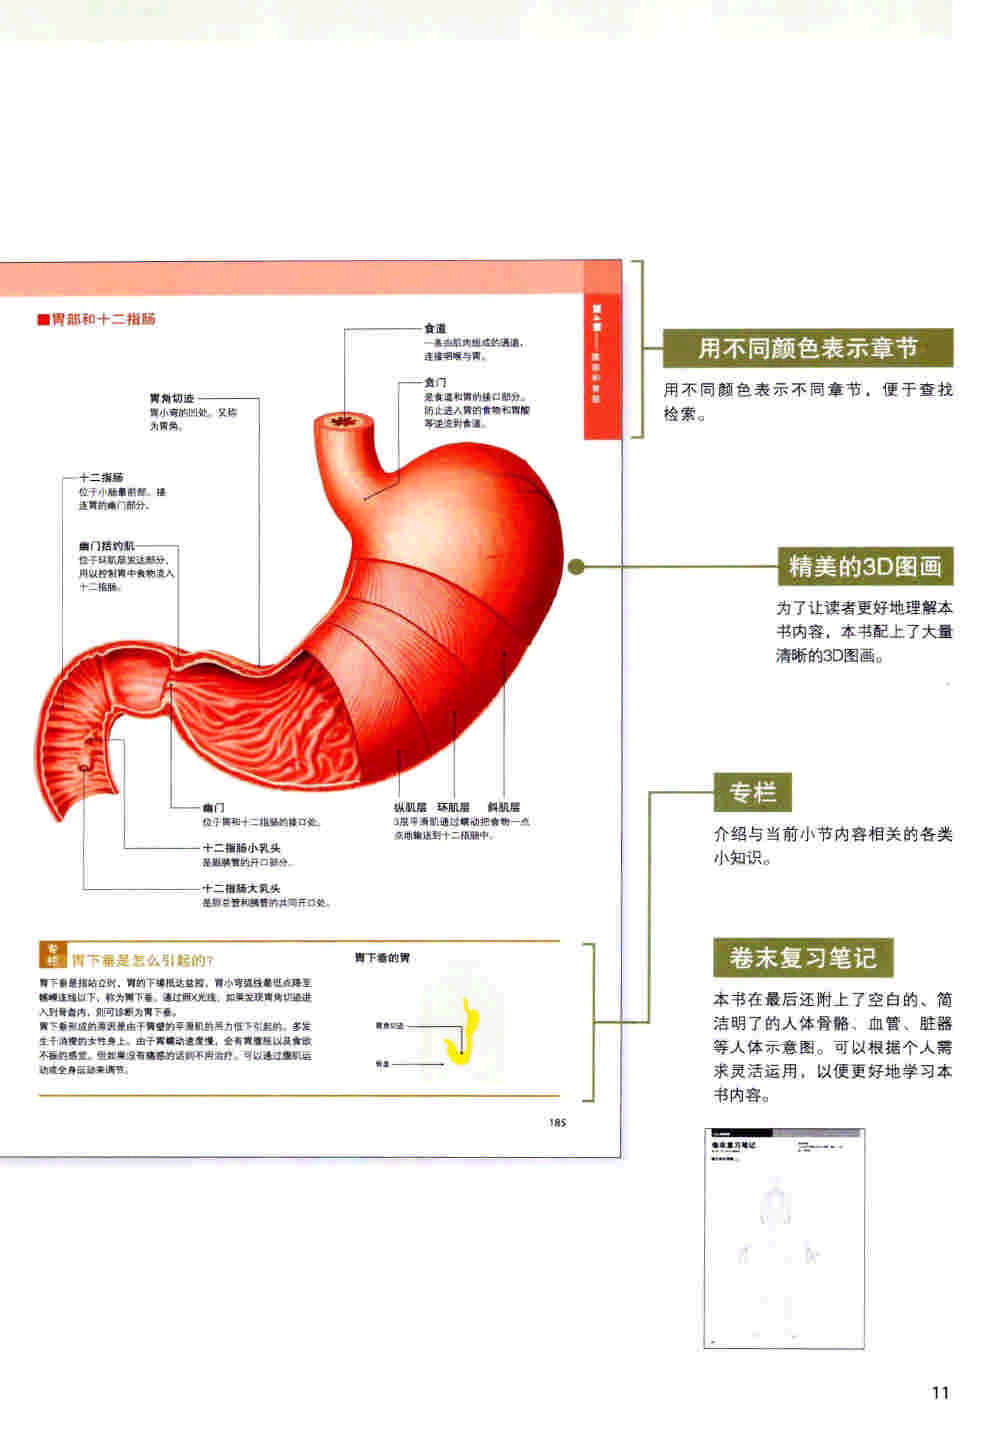 ■胃部和十二指肠
食道
一条由肌肉组成的通道，
连接咽喉与胃。
贲门
是食道和胃的接口部分。
防止进入胃的食物和胃酸
等逆流到食道。
胃角切迹
胃小弯的凹处。又称
为胃角。
十二指肠
位于小肠最前部。接
连胃的幽门部分。
幽门括约肌
位于环肌层发达部分，
用以控制胃中食物流入
十二指肠。
幽门
位于胃和十二指肠的接口处。
十二指肠小乳头
是副胰管的开口部分。
十二指肠大乳头
是胆总管和胰管的共同开口处。
纵肌层 环肌层 斜肌层
3层平滑肌通过蠕动把食物一点
点地输送到十二指肠中。
专栏
胃下垂是怎么引起的?
胃下垂是指站立时，胃的下缘抵达盆腔，胃小弯弧线最低点降至
髂嵴连线以下，称为胃下垂。通过照X光线，如果发现胃角切迹进
入到骨盘内，则可诊断为胃下垂。
胃下垂形成的原因是由于胃壁的平滑肌的吊力低下引起的。多发
生于消瘦的女性身上。由于胃蠕动速度慢，会有胃腹胀以及食欲
不振的感觉。但如果没有痛感的话则不用治疗。可以通过腹肌运
动或全身运动来调节。
胃下垂的胃
胃角切迹
骨盘
185
用不同颜色表示章节
用不同颜色表示不同章节，便于查找
检索。
精美的3D图画
为了让读者更好地理解本
书内容，本书配上了大量
清晰的3D图画。
专栏
介绍与当前小节内容相关的各类
小知识。
卷末复习笔记
本书在最后还附上了空白的、简
洁明了的人体骨骼、血管、脏器
等人体示意图。可以根据个人需
求灵活运用，以便更好地学习本
书内容。
卷末复习笔记
11